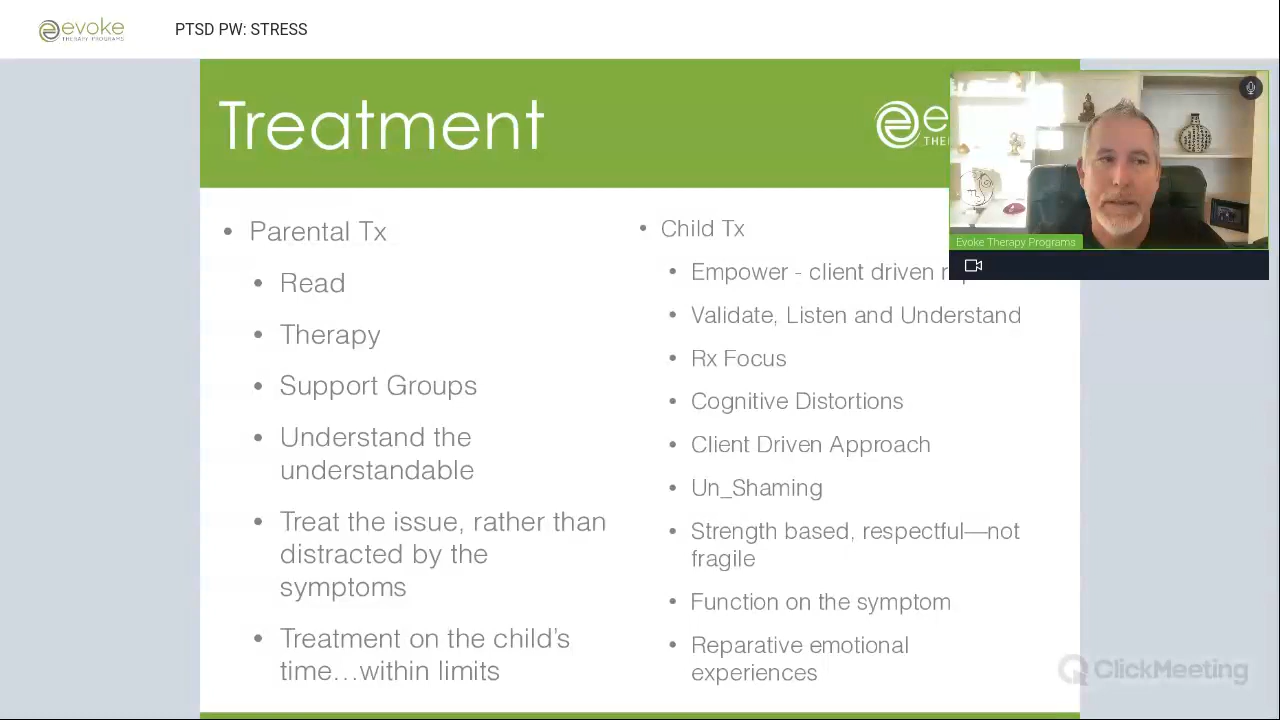 evoke
THERAPY PROGRAMS
PTSD PW: STRESS
Treatment
e
THE
Evoke Therapy Programs
• Parental Tx
• Read
• Therapy
• Support Groups
• Understand the
understandable
• Treat the issue, rather than
distracted by the
symptoms
• Treatment on the child's
time…within limits
• Child Tx
• Empower - client driven
• Validate, Listen and Understand
• Rx Focus
• Cognitive Distortions
• Client Driven Approach
• Un_Shaming
• Strength based, respectful—not
fragile
• Function on the symptom
• Reparative emotional
experiences
ClickMeeting